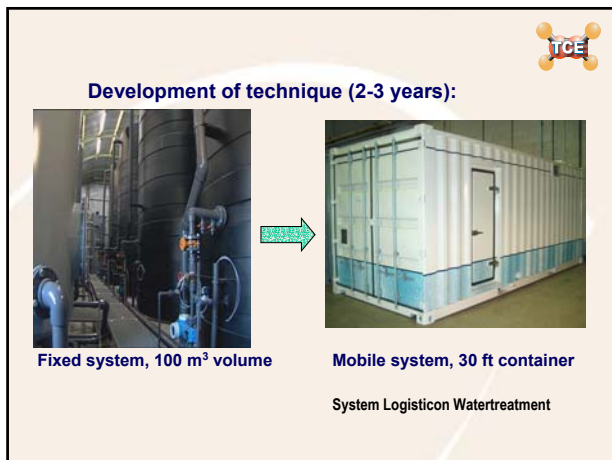 TCE
Development of technique (2-3 years):
Fixed system, 100 m³ volume
Mobile system, 30 ft container
System Logisticon Watertreatment